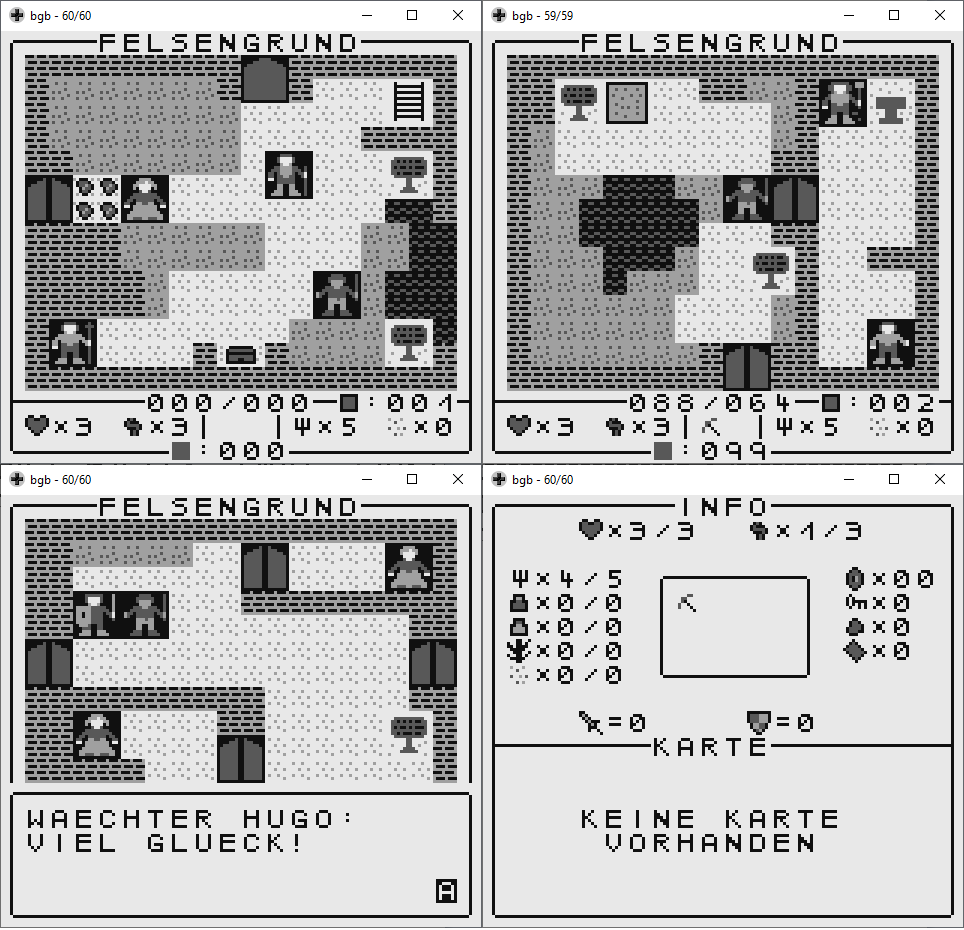 bgb - 60/60
FELSENGRUND
000/000 :001
×3 ×3 | | ×5 ×0
:000
bgb - 59/59
FELSENGRUND
088/064 :002
×3 ×3 | | ×5 ×0
:099
bgb - 60/60
FELSENGRUND
WAECHTER HUGO:
VIEL GLUECK!
A
bgb - 60/60
INFO
×3/3 ×1/3
×4/5 ×00
×0/0 ×0
×0/0 ×0
×0/0 ×0
×0/0
=0 =0
KARTE
KEINE KARTE
VORHANDEN